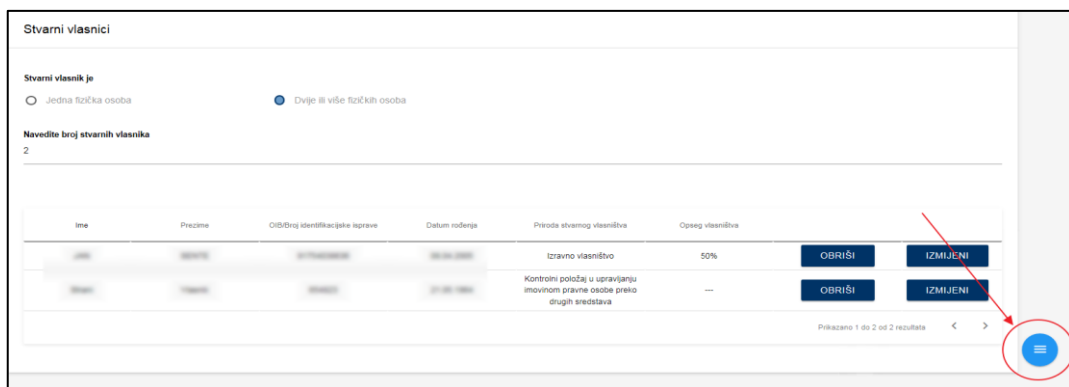 Stvarni vlasnici
Stvarni vlasnik je
Jedna fizička osoba
Dvije ili više fizičkih osoba
Navedite broj stvarnih vlasnika
2
Ime Prezime OIB/Broj identifikacijske isprave Datum rođenja Priroda stvarnog vlasništva Opseg vlasništva
Izravno vlasništvo 50% OBRIŠI IZMIJENI
Kontrolni položaj u upravljanju
imovinom pravne osobe preko
drugih sredstava
— OBRIŠI IZMIJENI
Prikazano 1 do 2 od 2 rezultata < >